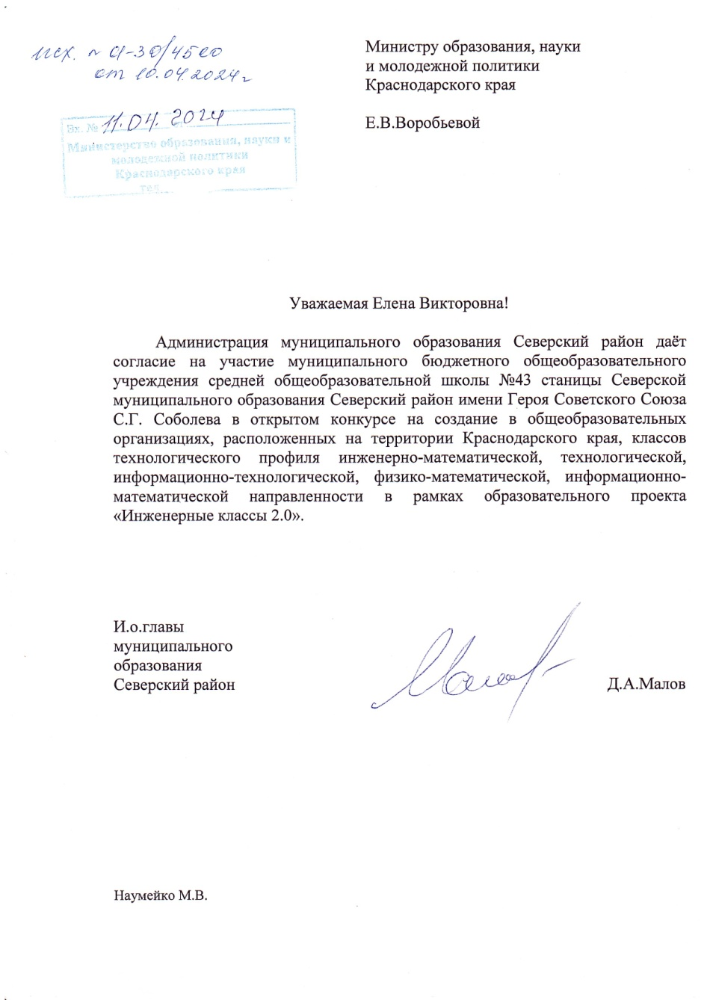 исх. № 01-30/4500
от 10.04.2024г
Министру образования, науки
и молодежной политики
Краснодарского края
Е.В.Воробьевой
Вх. № 11.04.2024
Министерство образования, науки и
молодежной политики
Краснодарского края
тел.
Уважаемая Елена Викторовна!
Администрация муниципального образования Северский район даёт
согласие на участие муниципального бюджетного общеобразовательного
учреждения средней общеобразовательной школы №43 станицы Северской
муниципального образования Северский район имени Героя Советского Союза
С.Г. Соболева в открытом конкурсе на создание в общеобразовательных
организациях, расположенных на территории Краснодарского края, классов
технологического профиля инженерно-математической, технологической,
информационно-технологической, физико-математической, информационно-
математической направленности в рамках образовательного проекта
«Инженерные классы 2.0».
И.о.главы
муниципального
образования
Северский район
Д.А.Малов
Наумейко М.В.